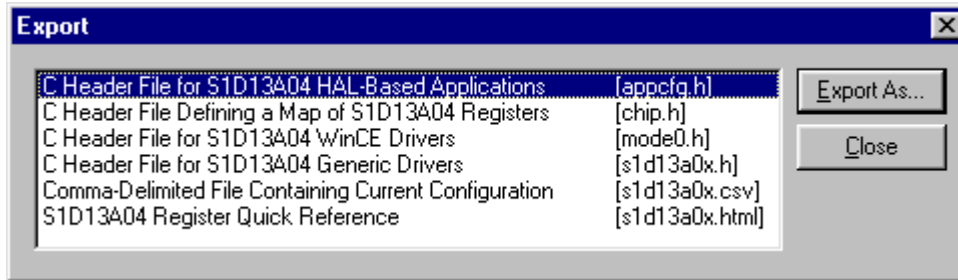 Export
C Header File for S1D13A04 HAL-Based Applications [appcfg.h]
C Header File Defining a Map of S1D13A04 Registers [chip.h]
C Header File for S1D13A04 WinCE Drivers [mode0.h]
C Header File for S1D13A04 Generic Drivers [s1d13a0x.h]
Comma-Delimited File Containing Current Configuration [s1d13a0x.csv]
S1D13A04 Register Quick Reference [s1d13a0x.html]
Export As...
Close